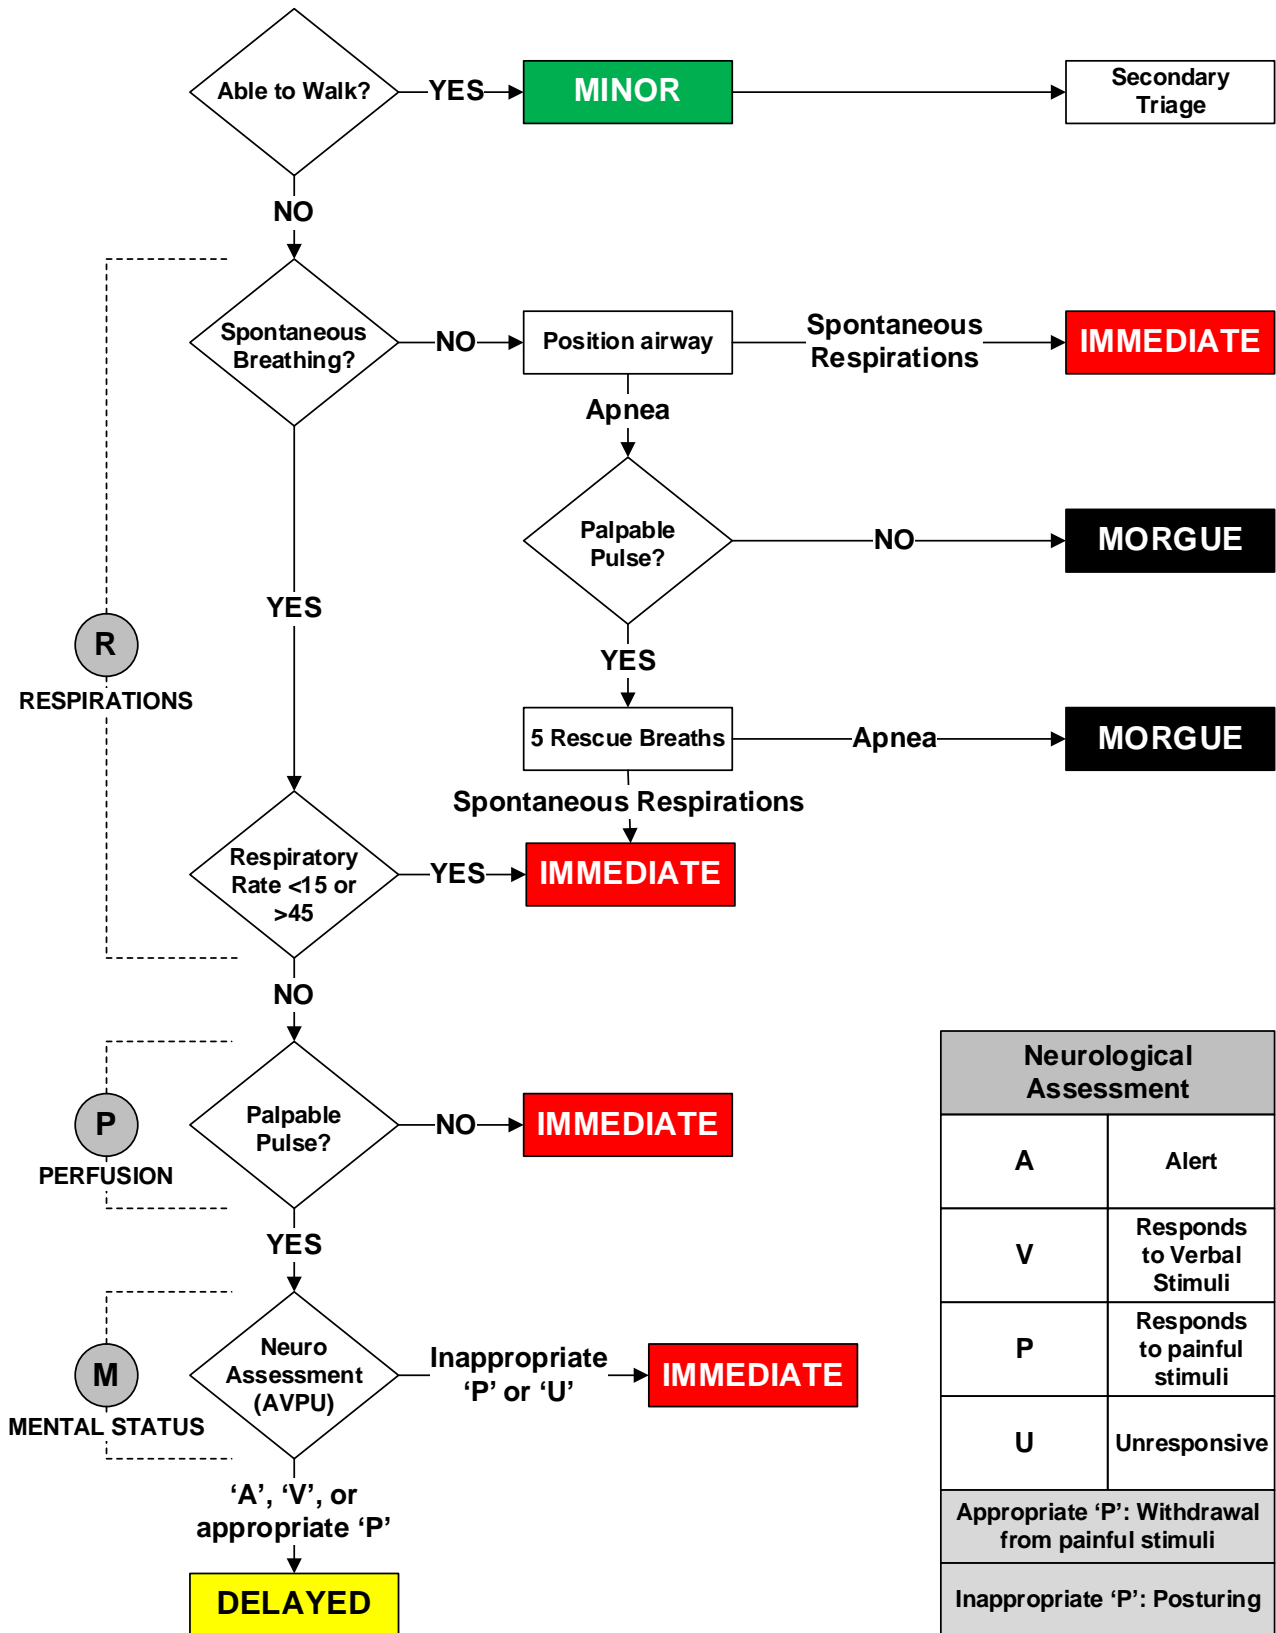 Able to Walk?
YES
MINOR
Secondary
Triage
NO
Spontaneous
Breathing?
NO
Position airway
Spontaneous
Respirations
IMMEDIATE
Apnea
Palpable
Pulse?
NO
MORGUE
YES
R
RESPIRATIONS
YES
5 Rescue Breaths
Apnea
MORGUE
Spontaneous Respirations
Respiratory
Rate <15 or
>45
YES
IMMEDIATE
NO
P
PERFUSION
Palpable
Pulse?
NO
IMMEDIATE
YES
M
MENTAL STATUS
Neuro
Assessment
(AVPU)
Inappropriate
‘P’ or ‘U’
IMMEDIATE
‘A’, ‘V’, or
appropriate ‘P’
DELAYED
Neurological
Assessment
A
Alert
V
Responds
to Verbal
Stimuli
P
Responds
to painful
stimuli
U
Unresponsive
Appropriate ‘P’: Withdrawal
from painful stimuli
Inappropriate ‘P’: Posturing